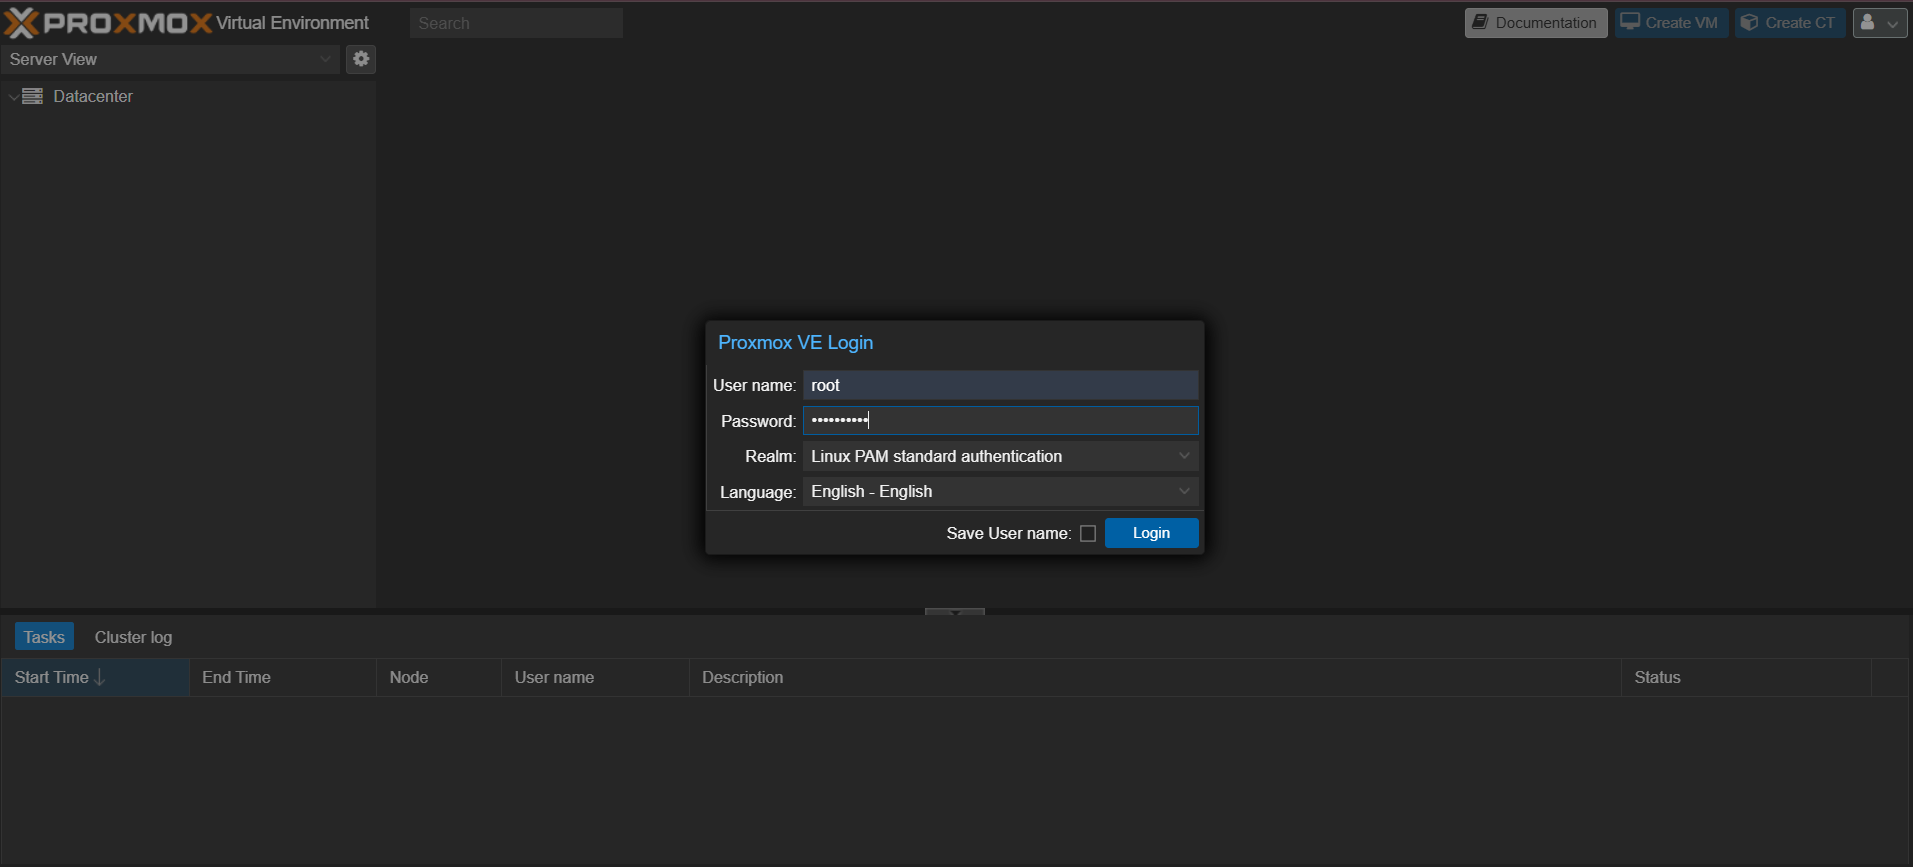 PROXMOX Virtual Environment
Search
Documentation
Create VM
Create CT
Server View
Datacenter
Proxmox VE Login
User name: root
Password: ••••••••••
Realm: Linux PAM standard authentication
Language: English - English
Save User name:
Login
Tasks
Cluster log
Start Time
End Time
Node
User name
Description
Status